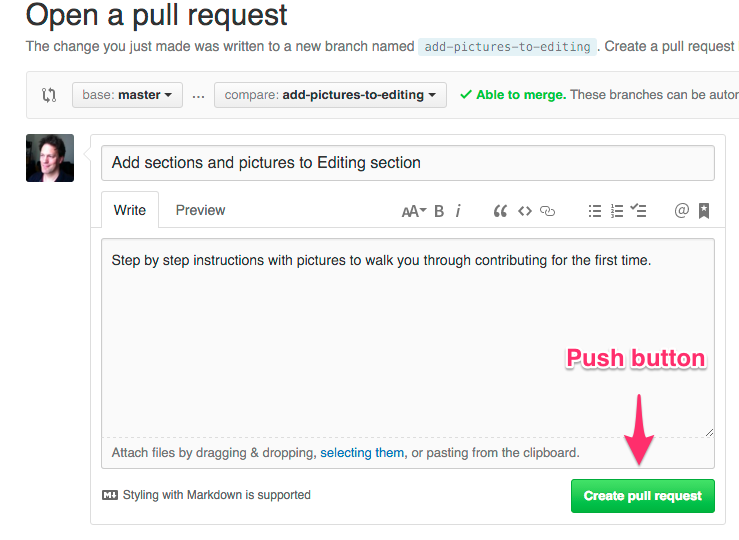 Open a pull request
The change you just made was written to a new branch named add-pictures-to-editing . Create a pull request
base: master ... compare: add-pictures-to-editing Able to merge. These branches can be
Add sections and pictures to Editing section
Write Preview AA B i @
Step by step instructions with pictures to walk you through contributing for the first time.
Push button
Attach files by dragging & dropping, selecting them, or pasting from the clipboard.
Styling with Markdown is supported Create pull request